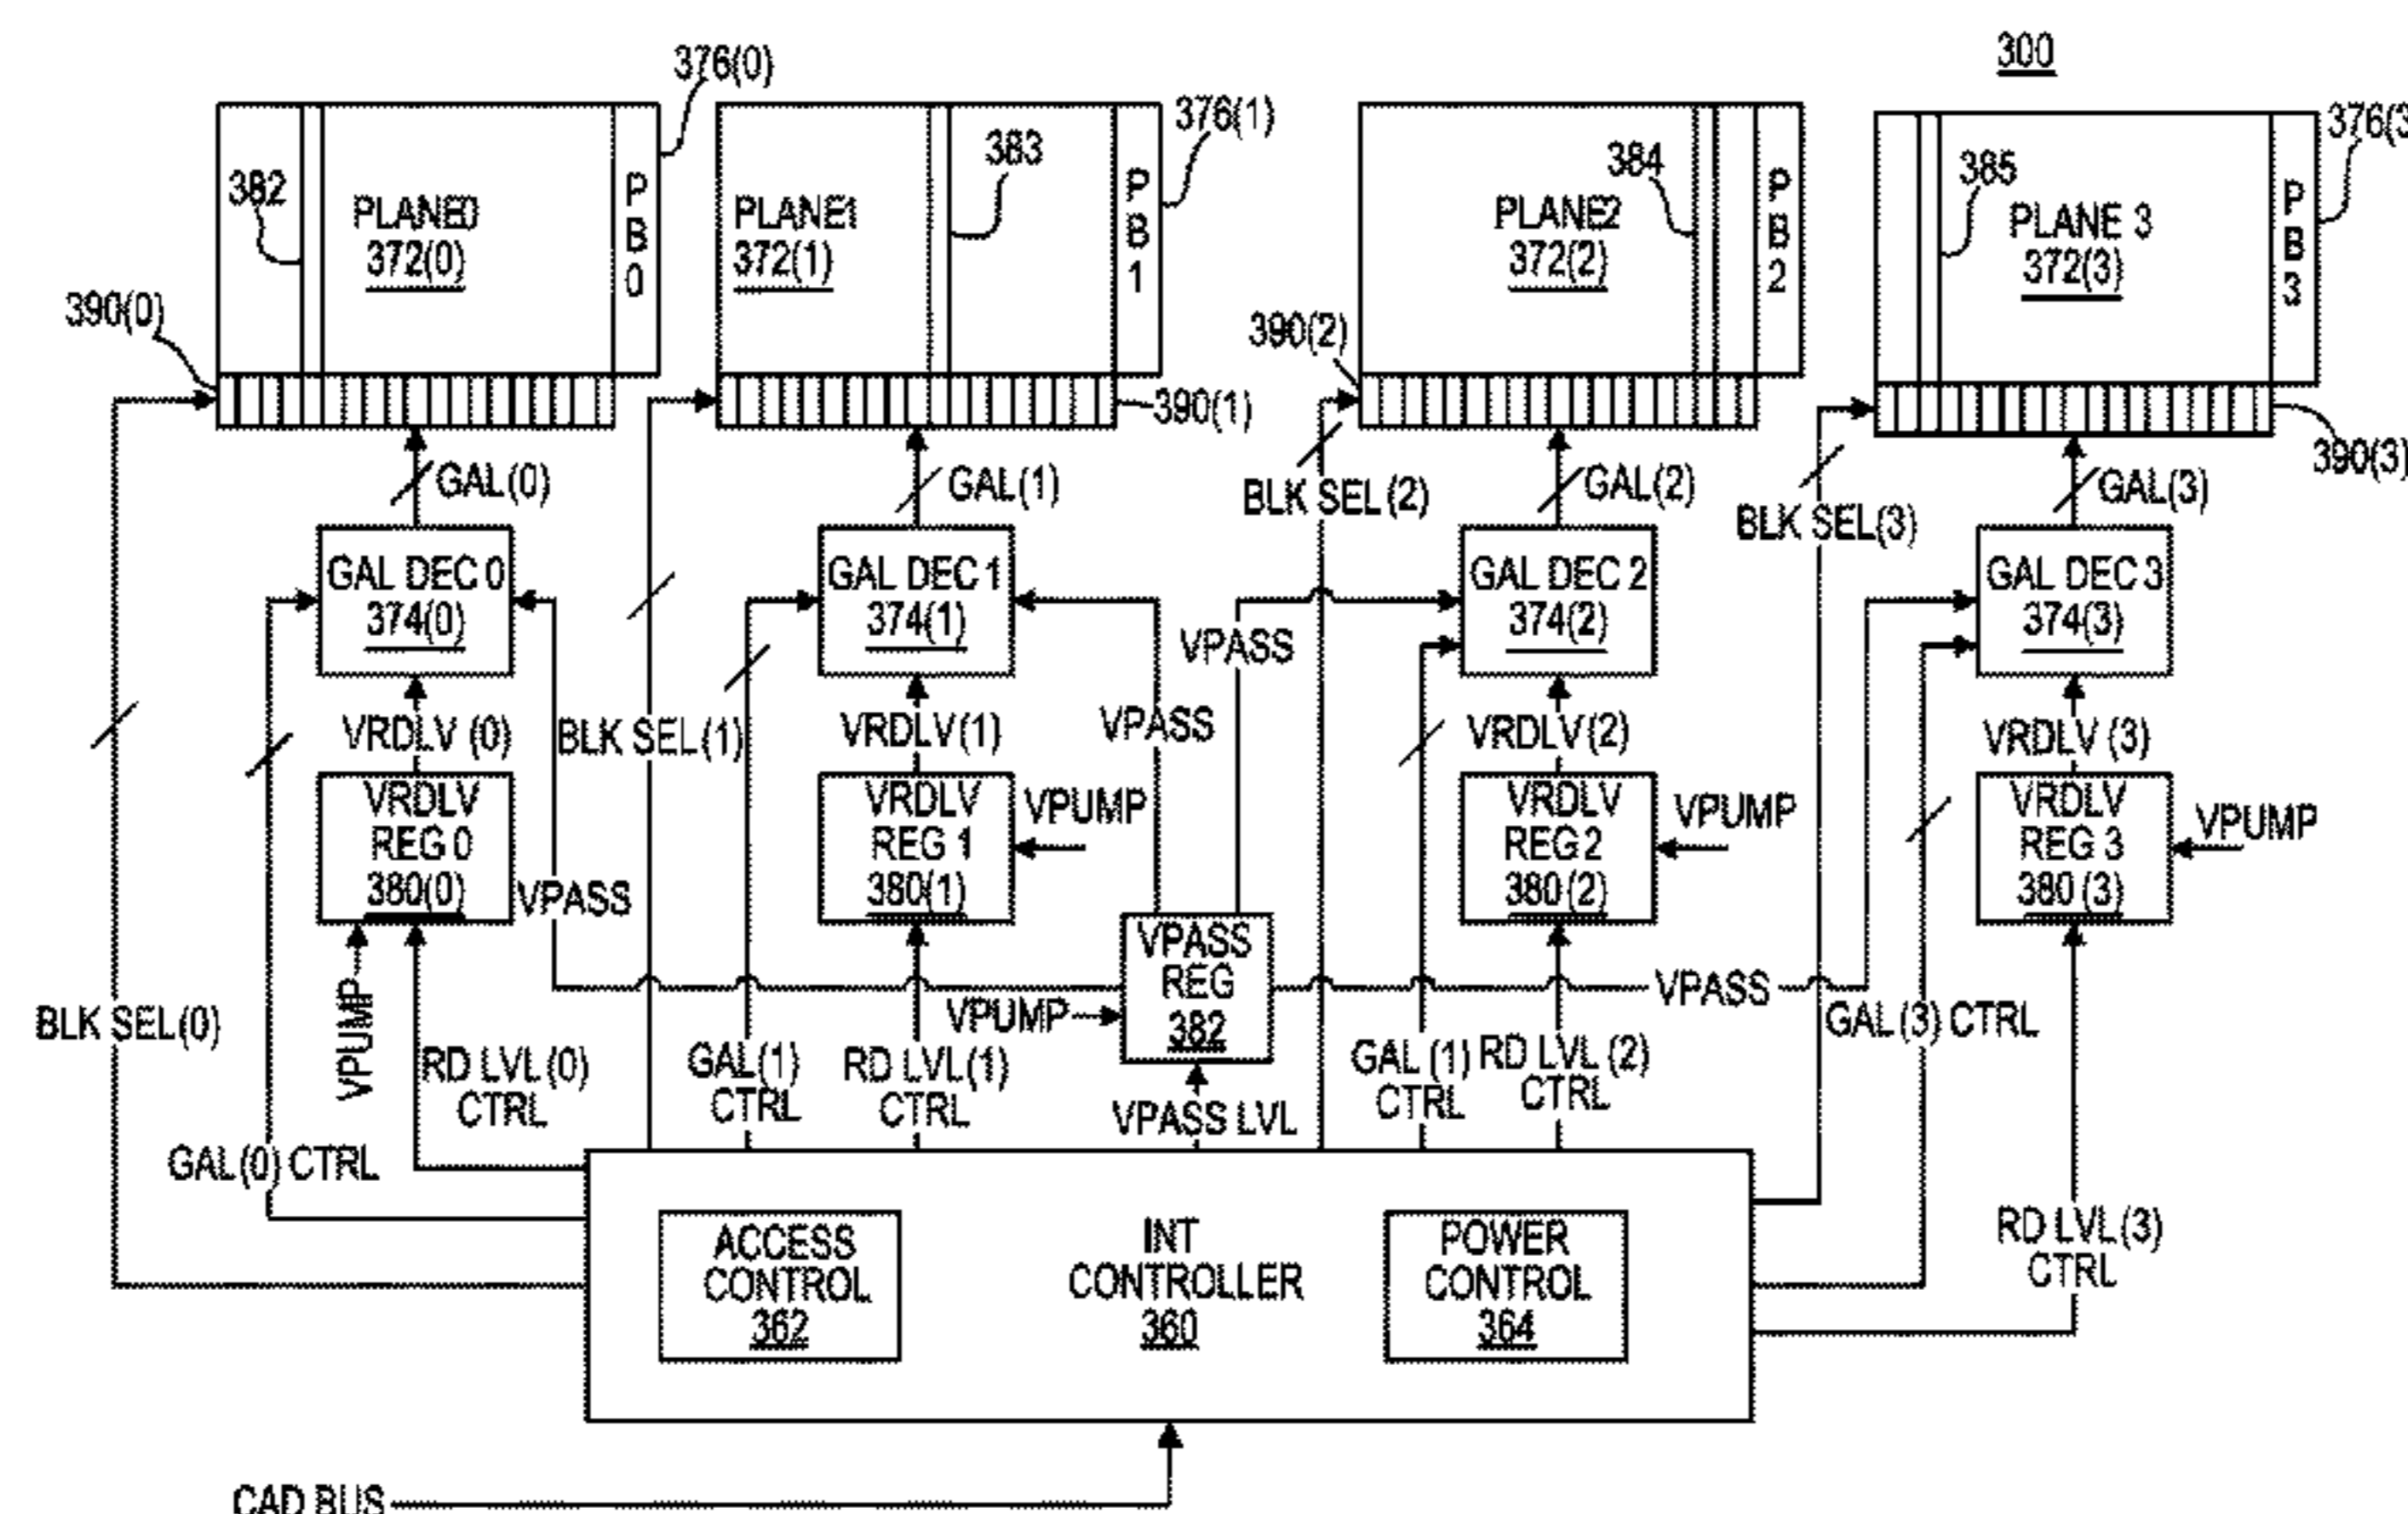 300
376(0)
376(1)
376(3
382
PLANE0
372(0)
P
B
0
PLANE1
372(1)
383
P
B
1
PLANE2
372(2)
384
P
B
2
385
PLANE 3
372(3)
P
B
3
390(0)
390(1)
390(2)
390(3)
GAL(0)
GAL(1)
BLK SEL(2)
GAL(2)
BLK SEL(3)
GAL(3)
GAL DEC 0
374(0)
GAL DEC 1
374(1)
GAL DEC 2
374(2)
GAL DEC 3
374(3)
VPASS
VRDLV (0)
BLK SEL(1)
VRDLV(1)
VPASS
VRDLV(2)
VRDLV (3)
VRDLV
REG 0
380(0)
VPASS
VRDLV
REG 1
380(1)
VPUMP
VRDLV
REG 2
380(2)
VPUMP
VRDLV
REG 3
380(3)
VPUMP
VPASS
REG
382
VPUMP
VPASS
BLK SEL(0)
VPUMP
RD LVL(0)
CTRL
GAL(1)
CTRL
RD LVL(1)
CTRL
VPASS LVL
GAL(1)
CTRL
RD LVL(2)
CTRL
GAL(3) CTRL
GAL(0) CTRL
RD LVL(3)
CTRL
ACCESS
CONTROL
362
INT
CONTROLLER
360
POWER
CONTROL
364
CAD BUS